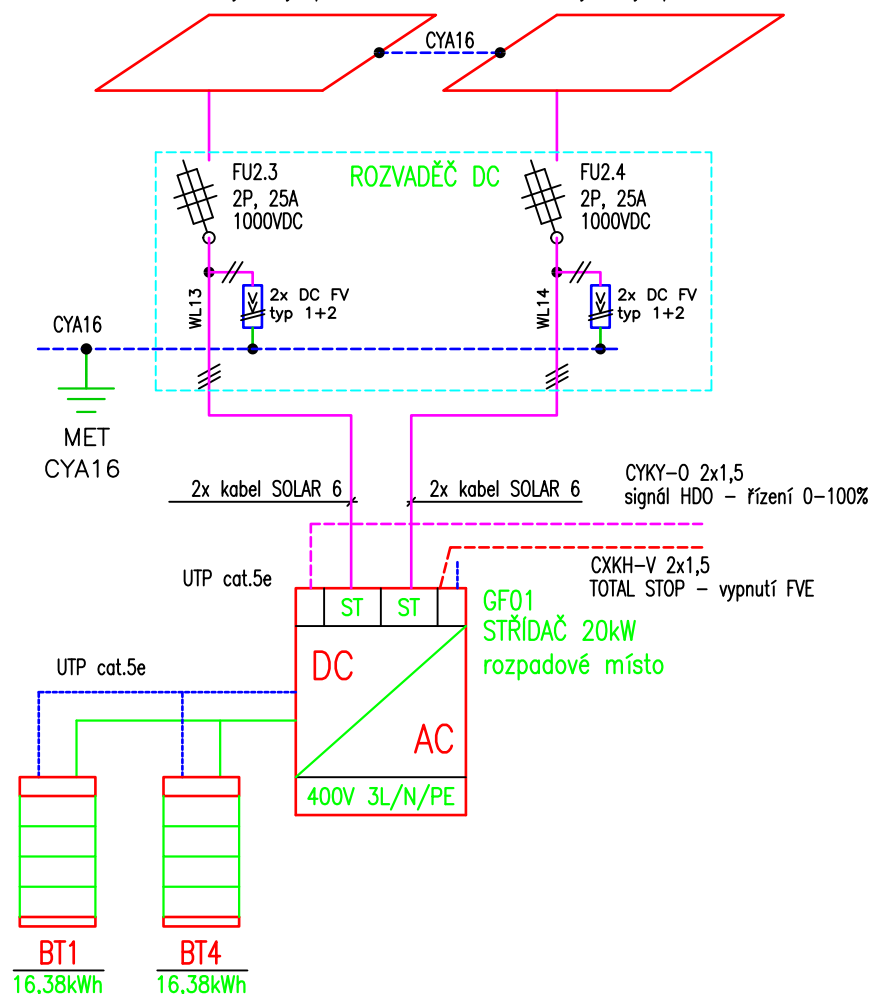 CYA16
FU2.3
2P, 25A
1000VDC
ROZVADĚČ DC
FU2.4
2P, 25A
1000VDC
WL13
2x DC FV
typ 1+2
WL14
2x DC FV
typ 1+2
CYA16
MET
CYA16
2x kabel SOLAR 6
2x kabel SOLAR 6
CYKY-O 2x1,5
signál HDO - řízení 0-100%
CXKH-V 2x1,5
TOTAL STOP - vypnutí FVE
UTP cat.5e
ST
ST
GF01
STŘÍDAČ 20kW
rozpadové místo
DC
AC
400V 3L/N/PE
UTP cat.5e
BT1
16,38kWh
BT4
16,38kWh